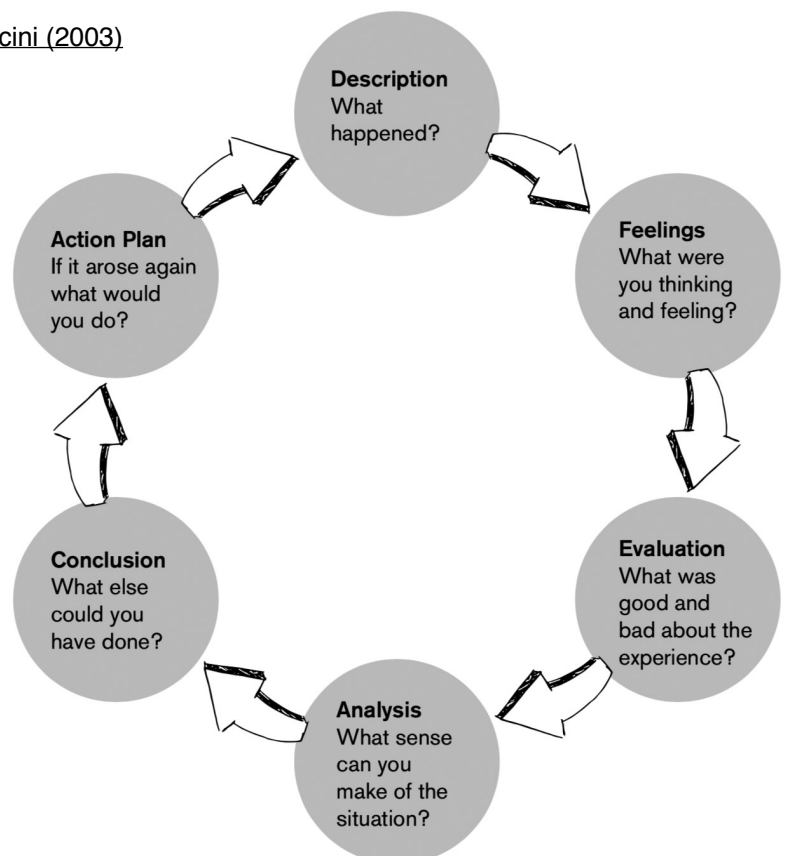 (2003)
Description
What
happened?
Feelings
What were
you thinking
and feeling?
Evaluation
What was
good and
bad about the
experience?
Analysis
What sense
can you
make of the
situation?
Conclusion
What else
could you
have done?
Action Plan
If it arose again
what would
you do?